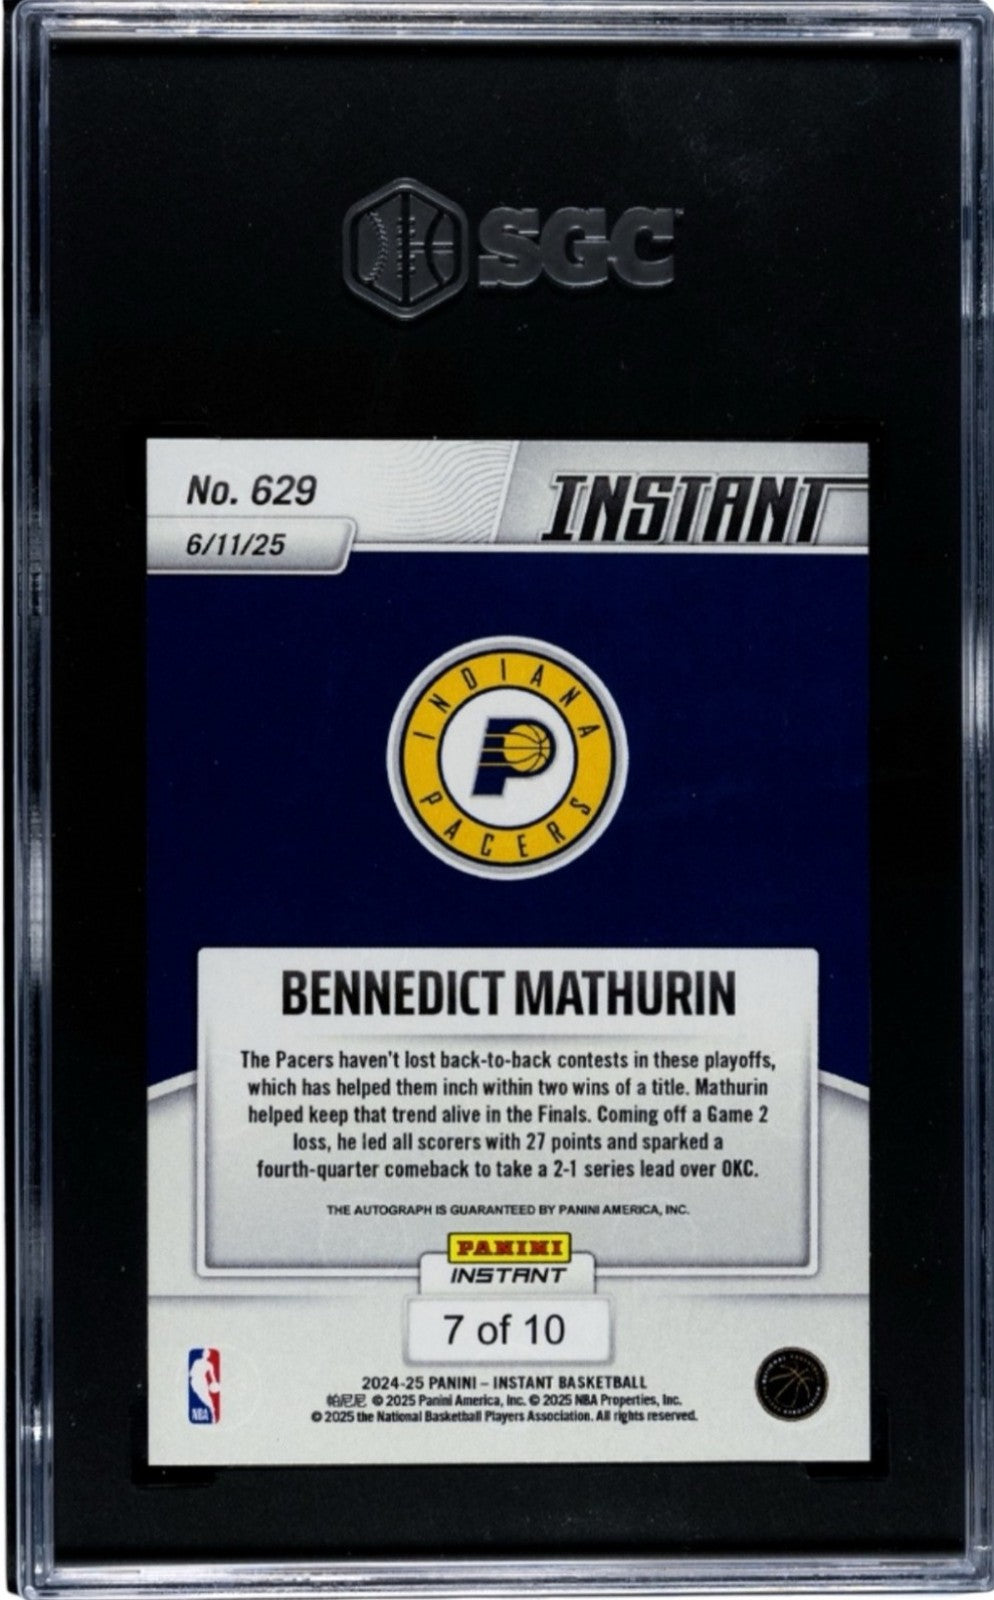 SGC
No. 629
INSTANT
6/11/25
INDIANA
PACERS
BENNEDICT MATHURIN
The Pacers haven't lost back-to-back contests in these playoffs,
which has helped them inch within two wins of a title. Mathurin
helped keep that trend alive in the Finals. Coming off a Game 2
loss, he led all scorers with 27 points and sparked a
fourth-quarter comeback to take a 2-1 series lead over OKC.
THE AUTOGRAPH IS GUARANTEED BY PANINI AMERICA, INC.
PANINI
INSTANT
7 of 10
NBA
2024-25 PANINI – INSTANT BASKETBALL
帕尼尼 © 2025 Panini America, Inc. © 2025 NBA Properties, Inc.
© 2025 the National Basketball Players Association. All rights reserved.